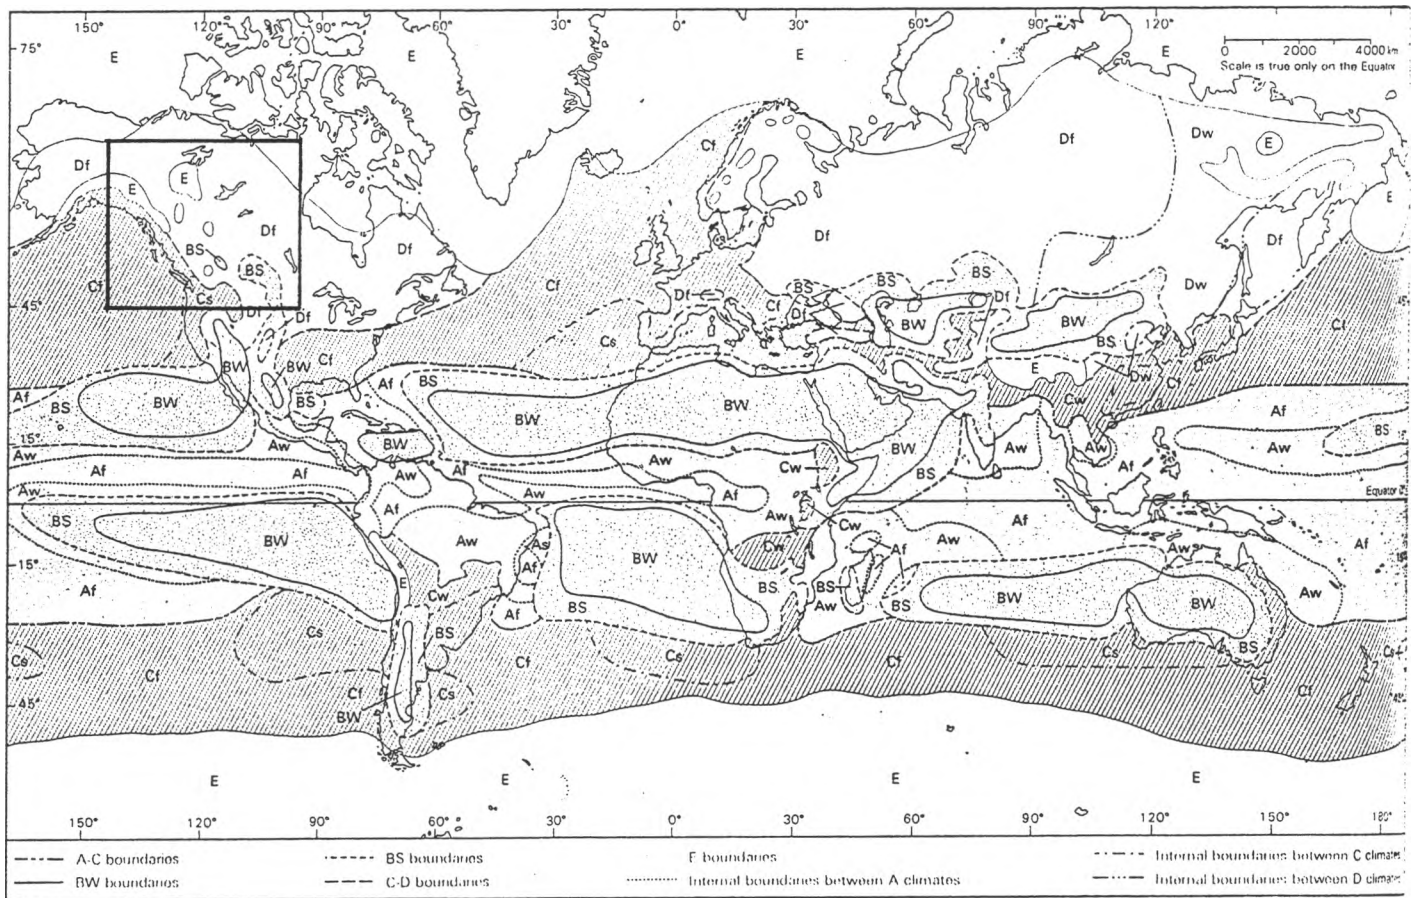 150° 120° 90° 60° 30° 0° 30° 60° 90° 120°
75° E E E E
0 2000 4000 km
Scale is true only on the Equator
Df E E Df Df Cf Df Df Dw E E
BS BS Df Dw
45° Cf Cs Df Df Cf Cf Df Cf BS Df BS BS Df Cf 45°
BW BW Cf Cs BW BW BS Dw Cf
Af BS BW BS Af BS BW BW E Cw Af
15° Aw Aw BW Aw BW Aw Aw Aw BS
Af Af Aw Cw BS Af
Aw Aw Af Equator 0°
BS BW Af Aw As Af BW Aw Cw Cw Af Aw Af Aw Af
15° Af E Cw Af BS BS BS Aw BS BW BW Aw 15°
Cs Cs BS Cf Cs Cf Cs BS Cs
45° Cf Cf BW Cs Cf 45°
E E E E
150° 120° 90° 60° 30° 0° 30° 60° 90° 120° 150° 180°
A-C boundaries BS boundaries E boundaries Internal boundaries between C climates
BW boundaries C-D boundaries Internal boundaries between A climates Internal boundaries between D climates